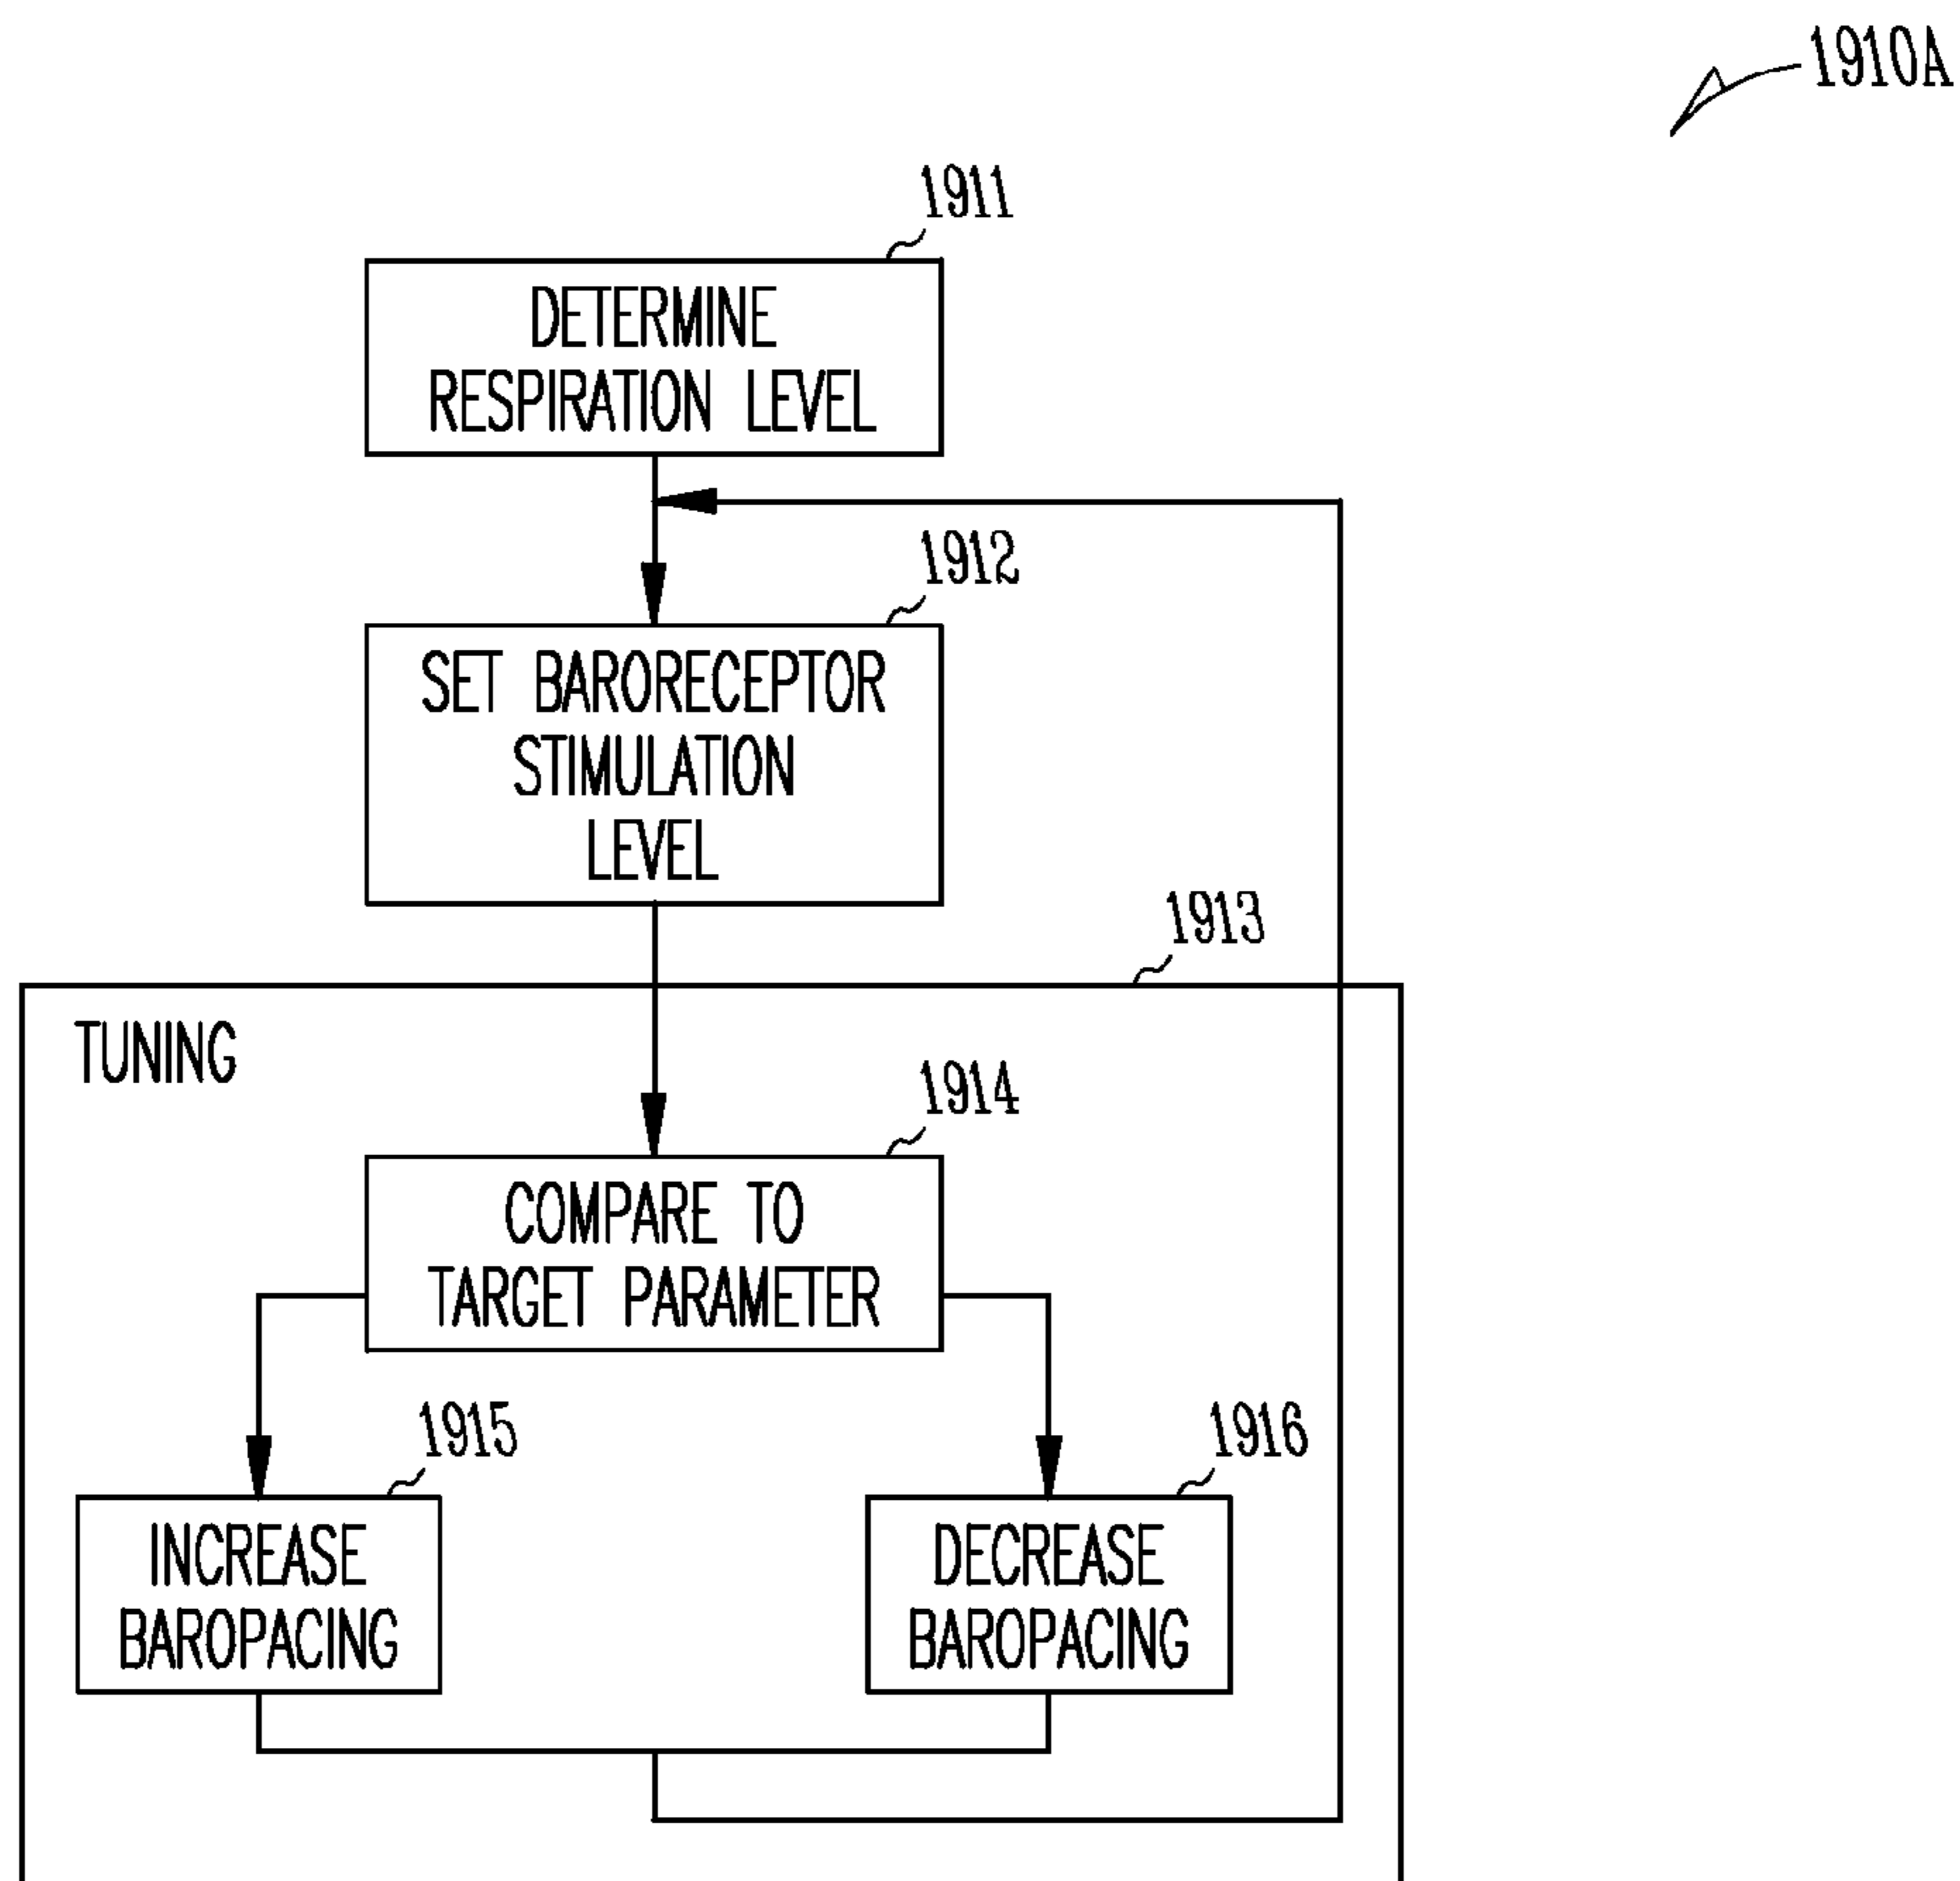 1910A
1911
DETERMINE
RESPIRATION LEVEL
1912
SET BARORECEPTOR
STIMULATION
LEVEL
1913
TUNING
1914
COMPARE TO
TARGET PARAMETER
1915
INCREASE
BAROPACING
1916
DECREASE
BAROPACING